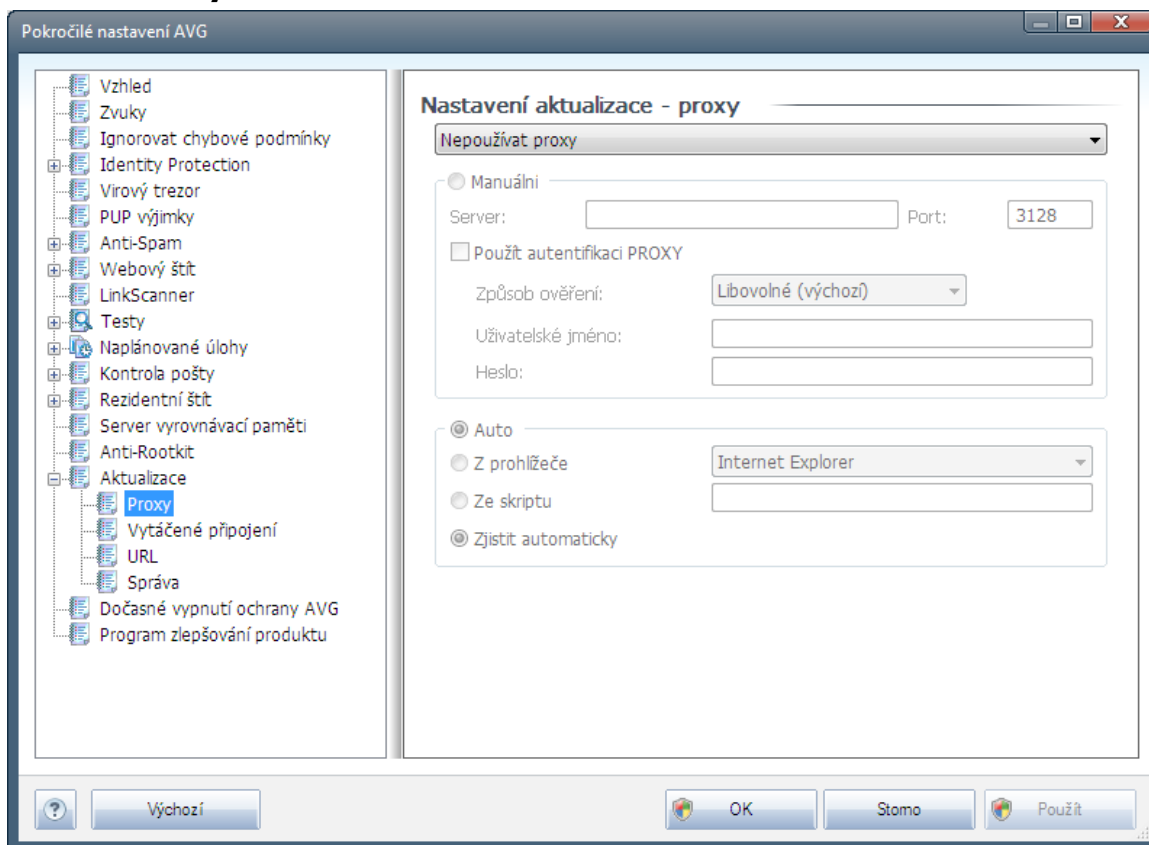 Pokročilé nastavení AVG
Vzhled
Zvuky
Ignorovat chybové podmínky
Identity Protection
Virový trezor
PUP výjimky
Anti-Spam
Webový štít
LinkScanner
Testy
Naplánované úlohy
Kontrola pošty
Rezidentní štít
Server vyrovnávací paměti
Anti-Rootkit
Aktualizace
Proxy
Vytáčené připojení
URL
Správa
Dočasné vypnutí ochrany AVG
Program zlepšování produktu
Nastavení aktualizace - proxy
Nepoužívat proxy
Manuálni
Server: Port: 3128
Použít autentifikaci PROXY
Způsob ověření: Libovolné (výchozí)
Uživatelské jméno:
Heslo:
Auto
Z prohlížeče Internet Explorer
Ze skriptu
Zjistit automaticky
? Výchozí OK Stomo Použít